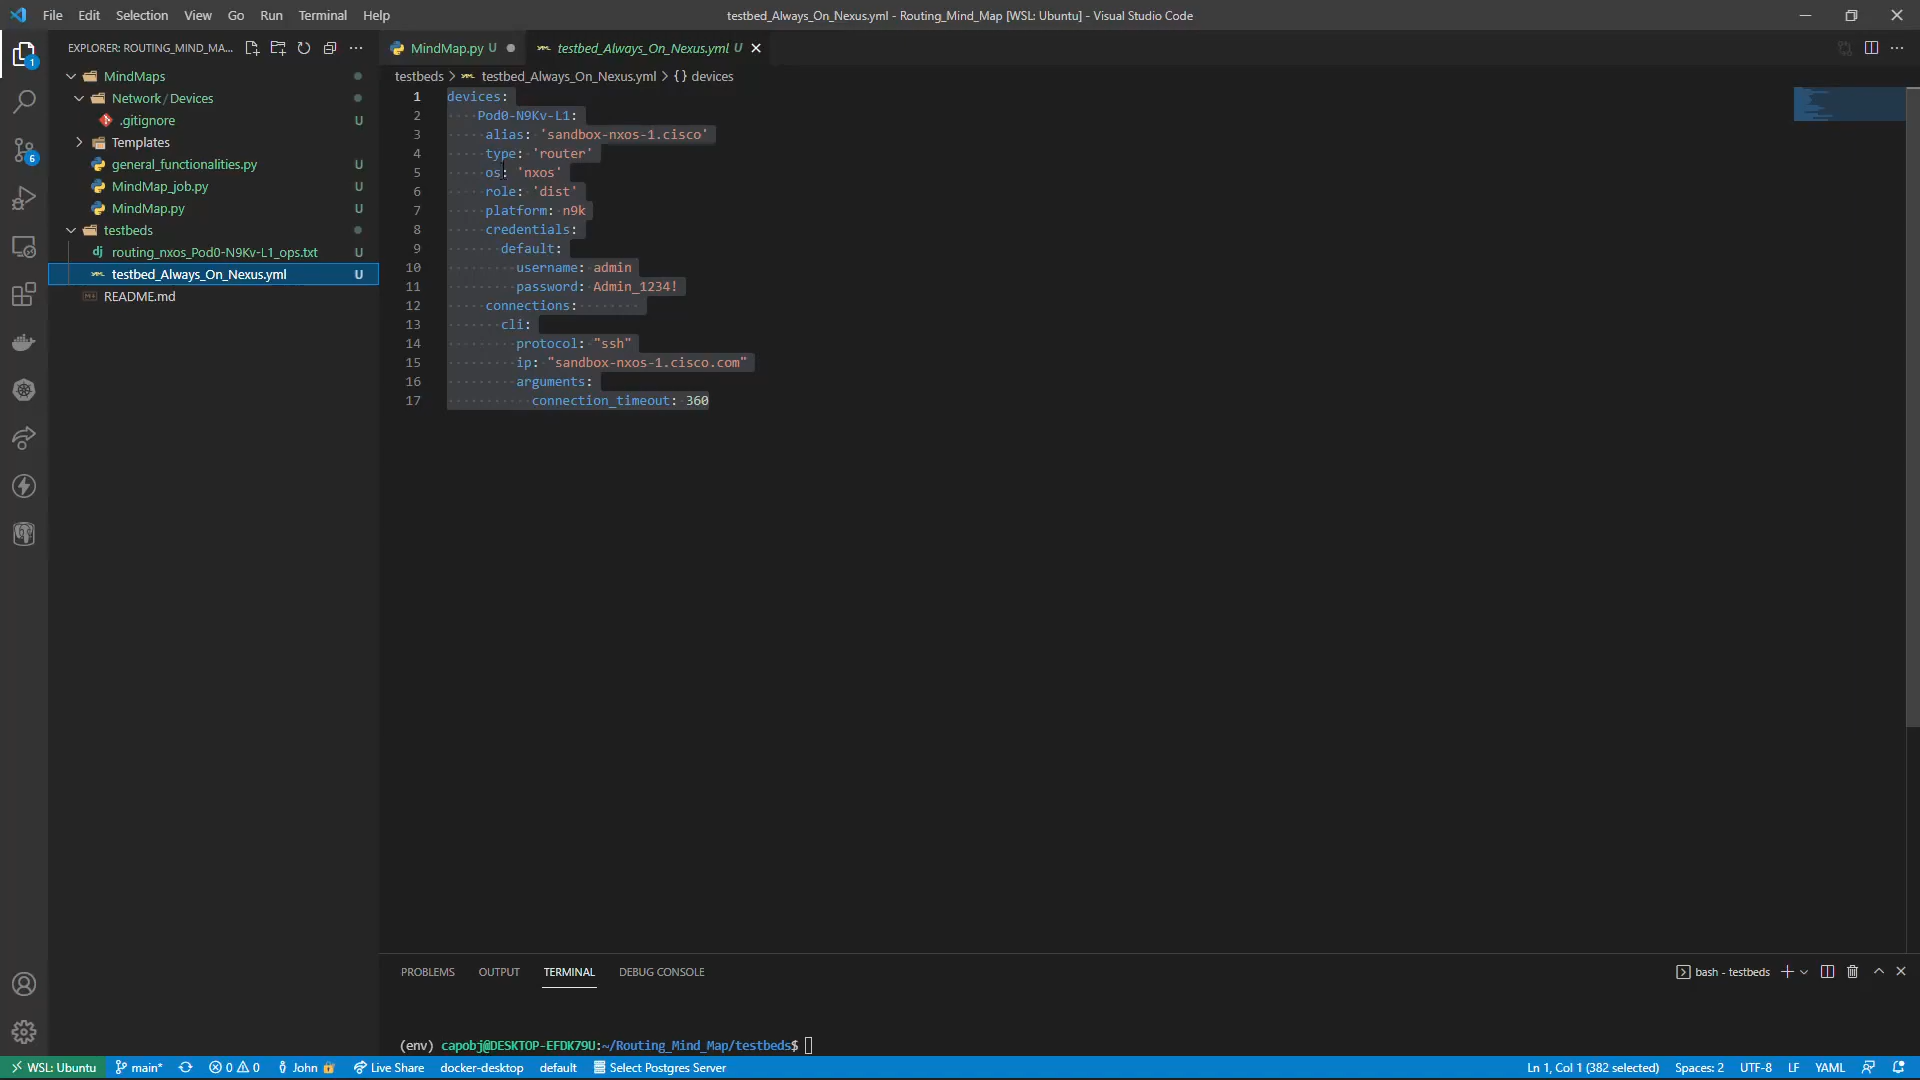 File Edit Selection View Go Run Terminal Help
testbed_Always_On_Nexus.yml - Routing_Mind_Map [WSL: Ubuntu] - Visual Studio Code
EXPLORER: ROUTING_MIND_MA...
MindMaps
Network / Devices
.gitignore U
Templates
general_functionalities.py U
MindMap_job.py U
MindMap.py U
testbeds
routing_nxos_Pod0-N9Kv-L1_ops.txt U
testbed_Always_On_Nexus.yml U
README.md
1
6
MindMap.py U
testbed_Always_On_Nexus.yml U
testbeds > testbed_Always_On_Nexus.yml > {} devices
1 devices:
2 Pod0-N9Kv-L1:
3 alias: 'sandbox-nxos-1.cisco'
4 type: 'router'
5 os: 'nxos'
6 role: 'dist'
7 platform: n9k
8 credentials:
9 default:
10 username: admin
11 password: Admin_1234!
12 connections:
13 cli:
14 protocol: "ssh"
15 ip: "sandbox-nxos-1.cisco.com"
16 arguments:
17 connection_timeout: 360
PROBLEMS OUTPUT TERMINAL DEBUG CONSOLE
bash - testbeds
(env) capobj@DESKTOP-EFDK79U:~/Routing_Mind_Map/testbeds$
WSL: Ubuntu main* 0 0 John Live Share docker-desktop default Select Postgres Server
Ln 1, Col 1 (382 selected) Spaces: 2 UTF-8 LF YAML